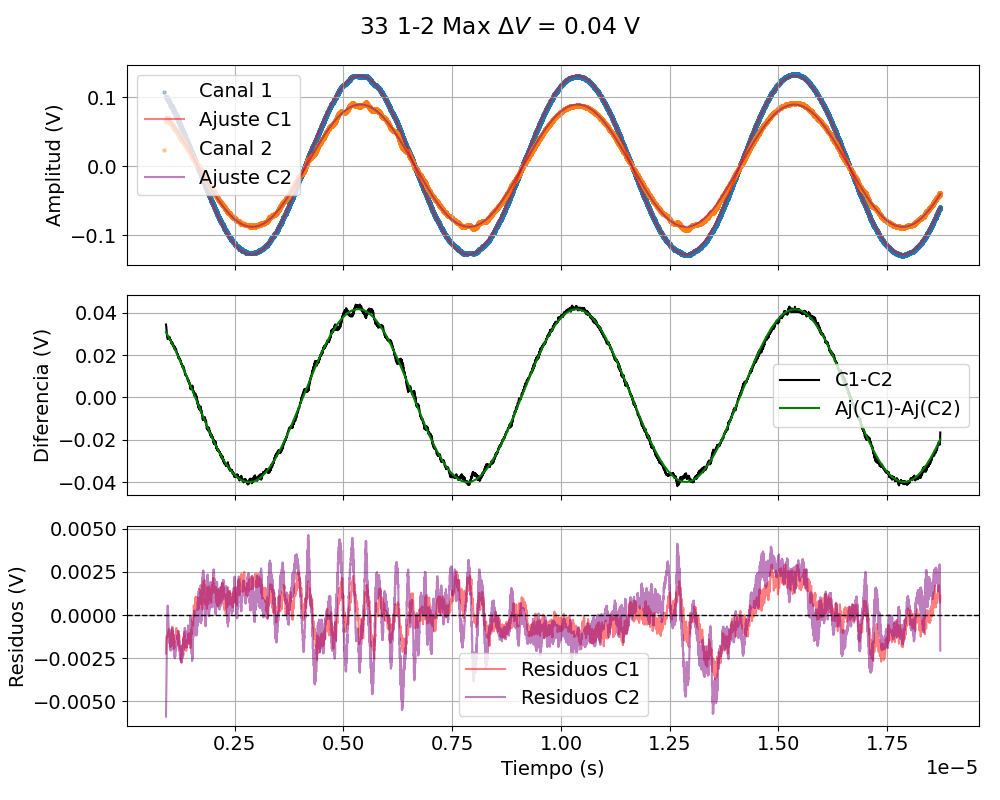 33 1-2 Max ΔV = 0.04 V
Amplitud (V)
0.1
0.0
−0.1
Canal 1
Ajuste C1
Canal 2
Ajuste C2
Diferencia (V)
0.04
0.02
0.00
−0.02
−0.04
C1-C2
Aj(C1)-Aj(C2)
Residuos (V)
0.0050
0.0025
0.0000
−0.0025
−0.0050
Residuos C1
Residuos C2
0.25 0.50 0.75 1.00 1.25 1.50 1.75
1e−5
Tiempo (s)